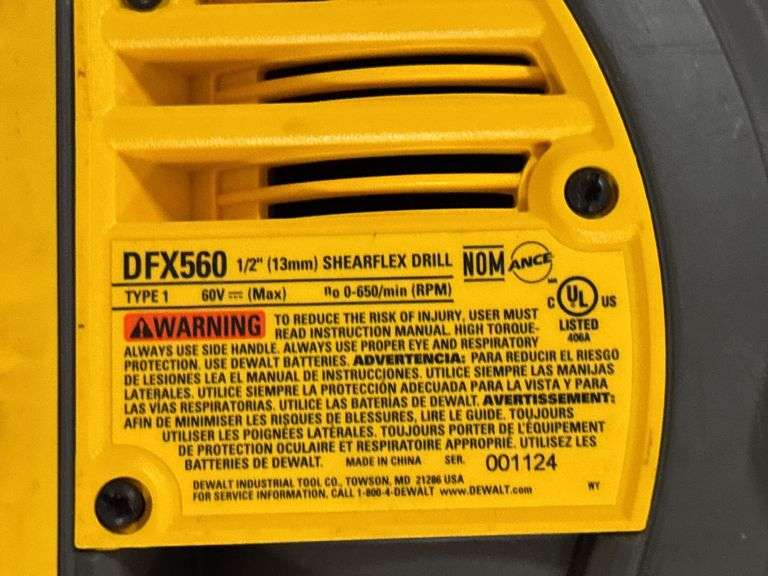 DFX560 1/2" (13mm) SHEARFLEX DRILL NOM ANCE
TYPE 1 60V⎓ (Max) n₀ 0-650/min (RPM)
C UL US
LISTED
406A
WARNING TO REDUCE THE RISK OF INJURY, USER MUST
READ INSTRUCTION MANUAL. HIGH TORQUE-
ALWAYS USE SIDE HANDLE. ALWAYS USE PROPER EYE AND RESPIRATORY
PROTECTION. USE DEWALT BATTERIES. ADVERTENCIA: PARA REDUCIR EL RIESGO
DE LESIONES LEA EL MANUAL DE INSTRUCCIONES. UTILICE SIEMPRE LAS MANIJAS
LATERALES. UTILICE SIEMPRE LA PROTECCIÓN ADECUADA PARA LA VISTA Y PARA
LAS VÍAS RESPIRATORIAS. UTILICE LAS BATERÍAS DE DEWALT. AVERTISSEMENT:
AFIN DE MINIMISER LES RISQUES DE BLESSURES, LIRE LE GUIDE. TOUJOURS
UTILISER LES POIGNÉES LATÉRALES. TOUJOURS PORTER DE L'ÉQUIPEMENT
DE PROTECTION OCULAIRE ET RESPIRATOIRE APPROPRIÉ. UTILISEZ LES
BATTERIES DE DEWALT. MADE IN CHINA SER. 001124
DEWALT INDUSTRIAL TOOL CO., TOWSON, MD 21286 USA
FOR SERVICE INFORMATION, CALL 1-800-4-DEWALT www.DEWALT.com WY